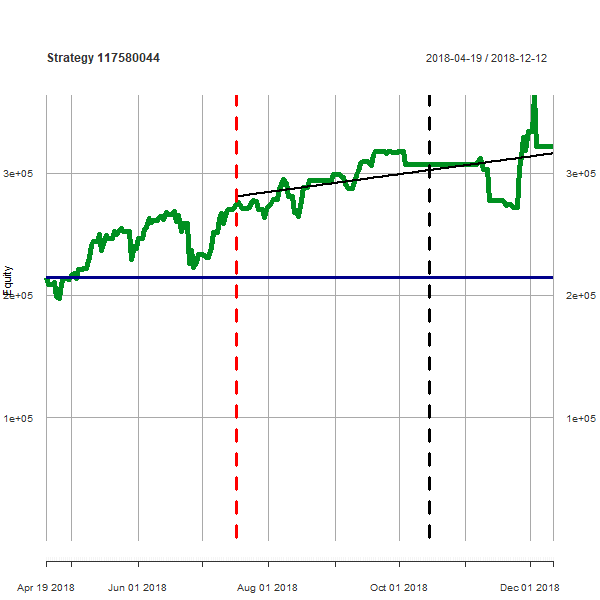 Strategy 117580044
2018-04-19 / 2018-12-12
3e+05
3e+05
Equity
2e+05
2e+05
1e+05
1e+05
Apr 19 2018
Jun 01 2018
Aug 01 2018
Oct 01 2018
Dec 01 2018